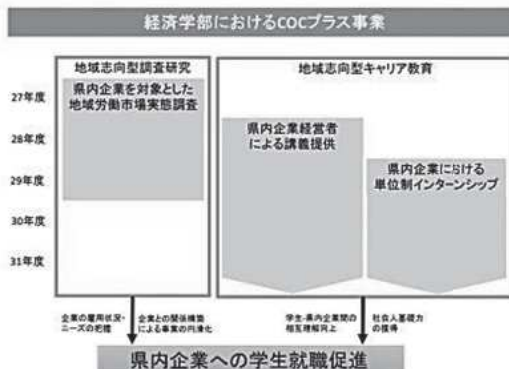 経済学部におけるCOCプラス事業
地域志向型調査研究
地域志向型キャリア教育
27年度
28年度
29年度
30年度
31年度
県内企業を対象とした
地域労働市場実態調査
県内企業経営者
による講義提供
県内企業における
単位制インターンシップ
企業の雇用状況・
ニーズの把握
企業との関係構築
による事業の円滑化
学生-県内企業間の
相互理解向上
社会人基礎力
の獲得
県内企業への学生就職促進